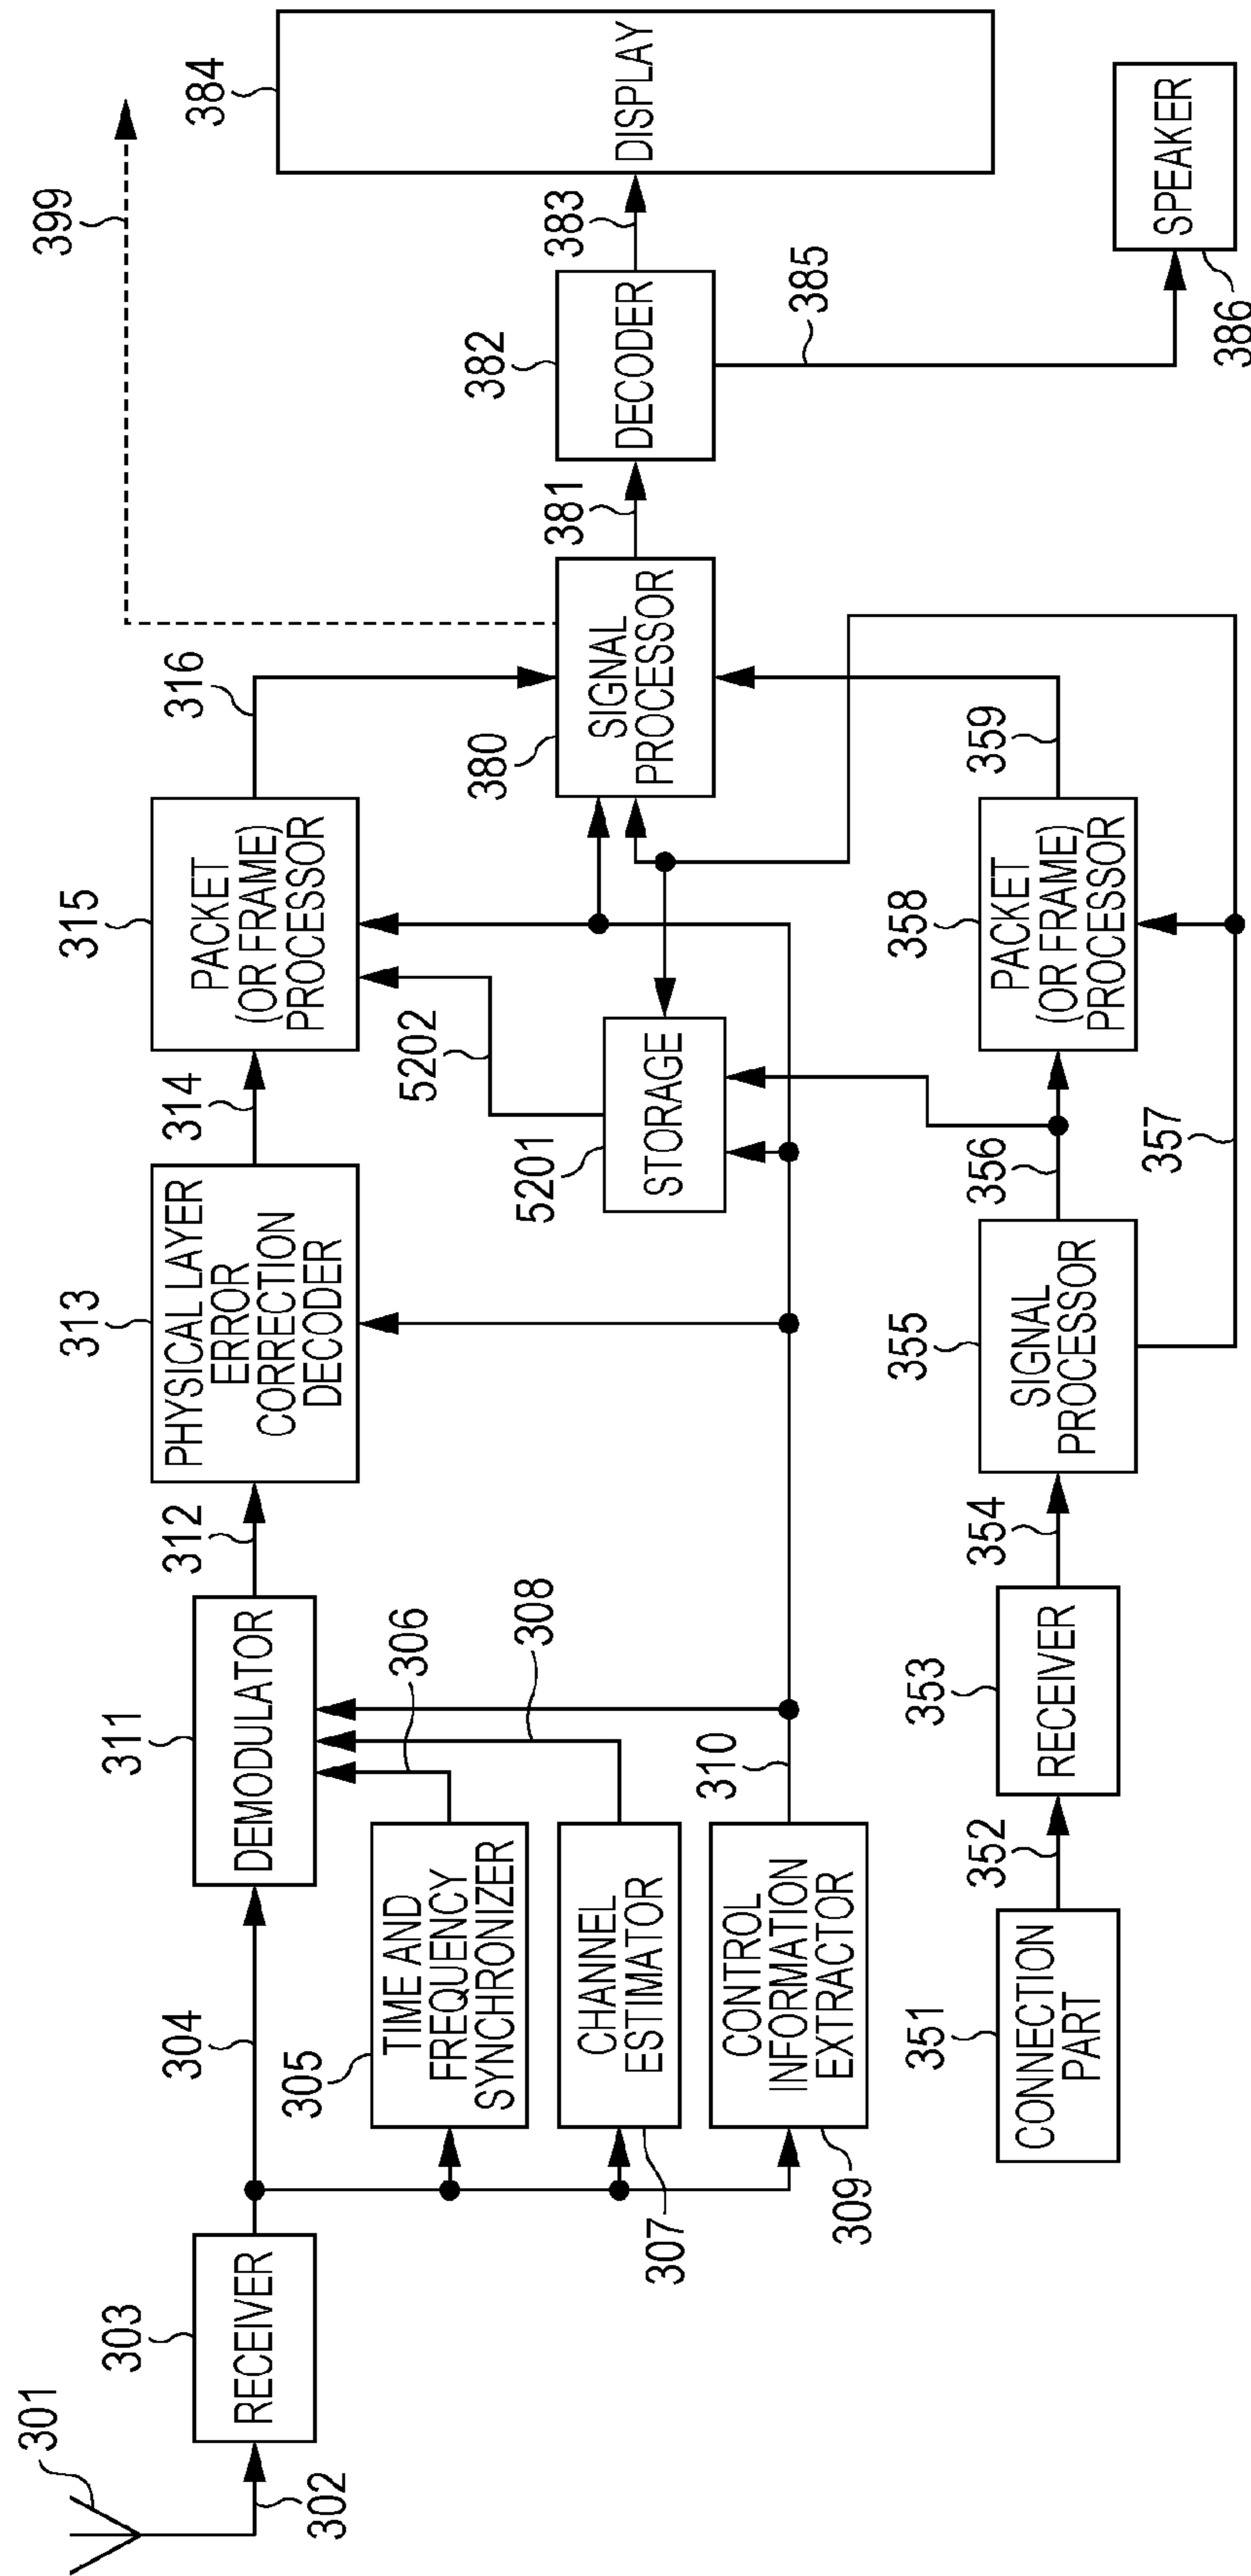 301
302
303
RECEIVER
304
305
TIME AND
FREQUENCY
SYNCHRONIZER
306
307
CHANNEL
ESTIMATOR
308
309
CONTROL
INFORMATION
EXTRACTOR
310
311
DEMODULATOR
312
313
PHYSICAL LAYER
ERROR
CORRECTION
DECODER
314
315
PACKET
(OR FRAME)
PROCESSOR
316
5201
STORAGE
5202
351
CONNECTION
PART
352
353
RECEIVER
354
355
SIGNAL
PROCESSOR
356
357
358
PACKET
(OR FRAME)
PROCESSOR
359
380
SIGNAL
PROCESSOR
381
382
DECODER
383
384
DISPLAY
385
386
SPEAKER
399